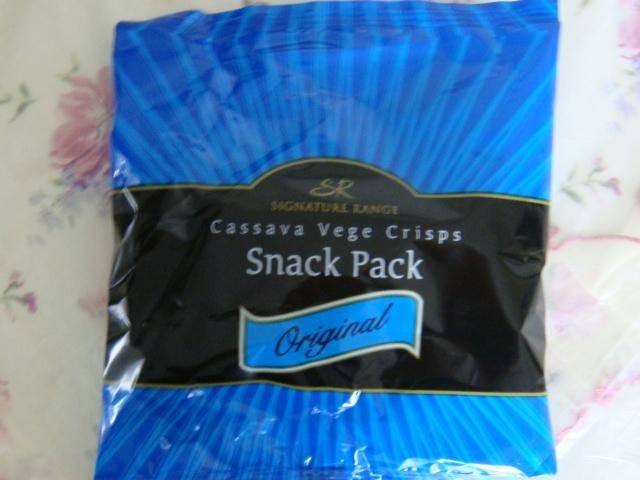 SR
SIGNATURE RANGE
Cassava Vege Crisps
Snack Pack
Original